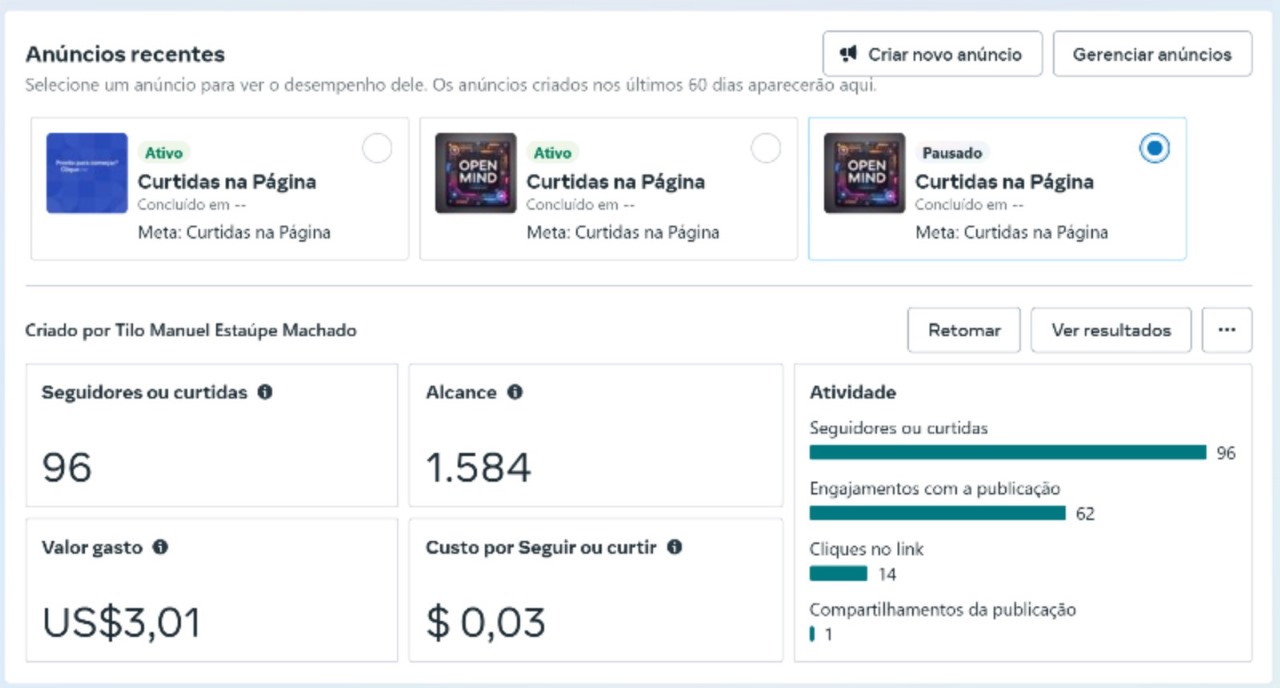 Anúncios recentes
Criar novo anúncio
Gerenciar anúncios
Selecione um anúncio para ver o desempenho dele. Os anúncios criados nos últimos 60 dias aparecerão aqui.
Pronto para começar?
Clique
Ativo
Curtidas na Página
Concluído em --
Meta: Curtidas na Página
OPEN
MIND
Ativo
Curtidas na Página
Concluído em --
Meta: Curtidas na Página
OPEN
MIND
Pausado
Curtidas na Página
Concluído em --
Meta: Curtidas na Página
Criado por Tilo Manuel Estaúpe Machado
Retomar
Ver resultados
...
Seguidores ou curtidas
96
Alcance
1.584
Valor gasto
US$3,01
Custo por Seguir ou curtir
$ 0,03
Atividade
Seguidores ou curtidas
96
Engajamentos com a publicação
62
Cliques no link
14
Compartilhamentos da publicação
1